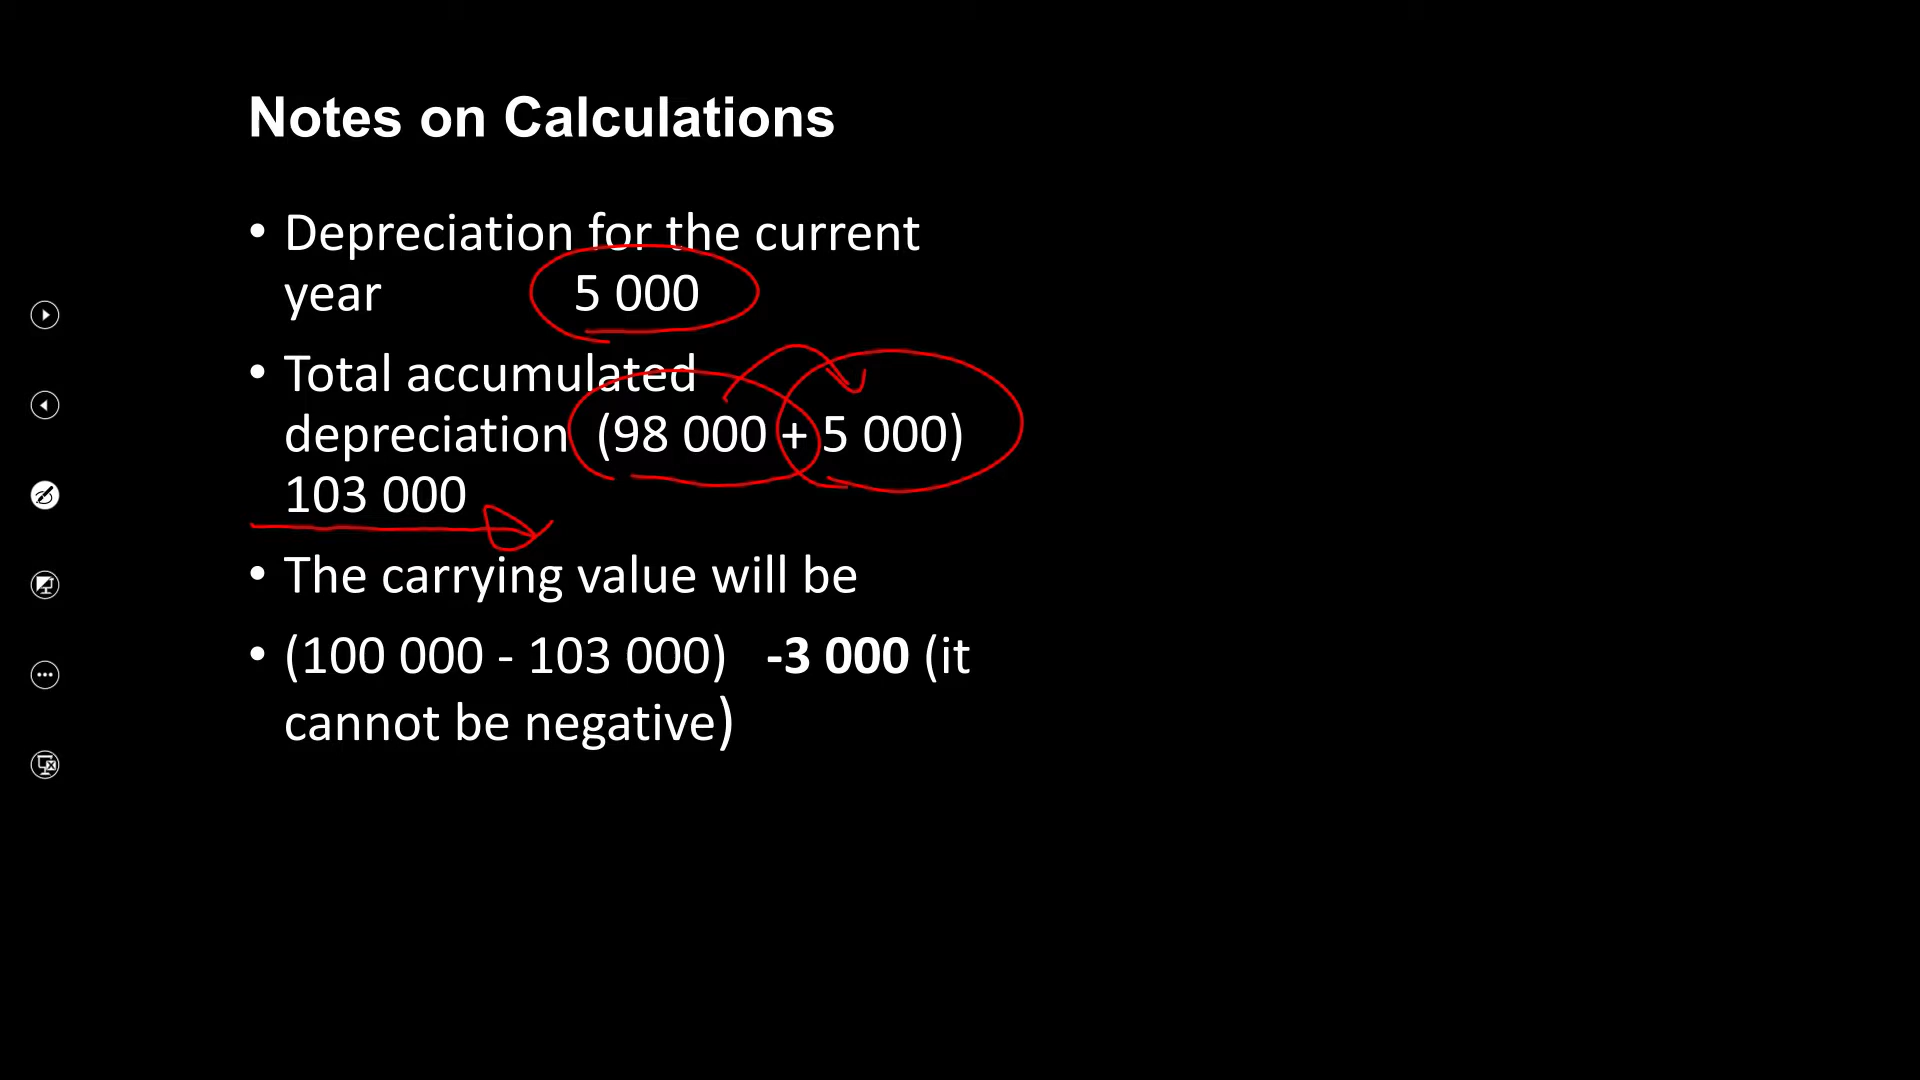 Notes on Calculations
• Depreciation for the current
year 5 000
• Total accumulated
depreciation (98 000 + 5 000)
103 000
• The carrying value will be
• (100 000 - 103 000) -3 000 (it
cannot be negative)